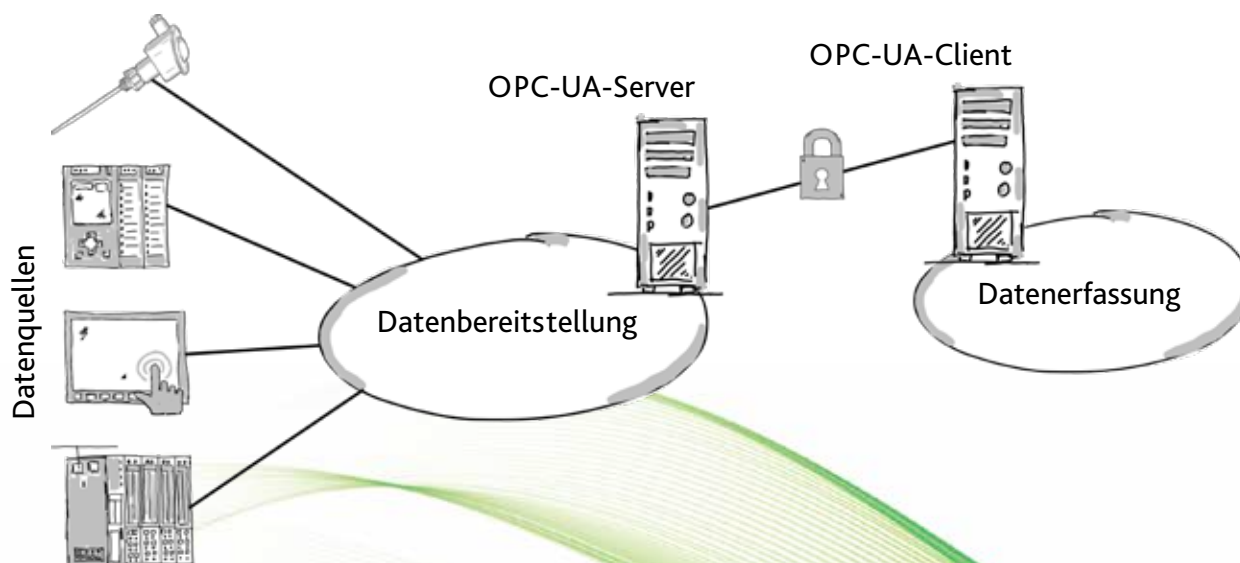 OPC-UA-Client
OPC-UA-Server
Datenquellen
Datenbereitstellung
Datenerfassung